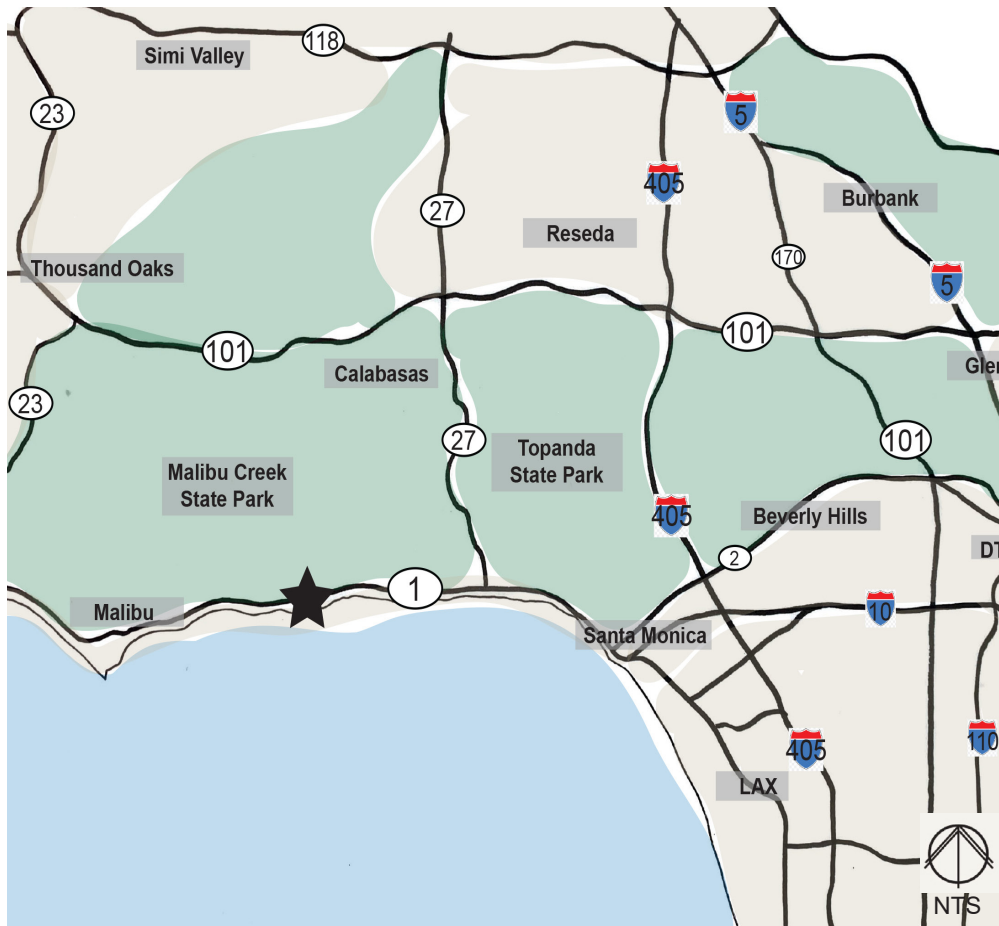 118
Simi Valley
23
5
405
Burbank
27
Reseda
170
Thousand Oaks
5
101
101
Glen
Calabasas
23
27
101
Topanda
State Park
Malibu Creek
State Park
405
Beverly Hills
2
DT
1
10
Malibu
Santa Monica
405
110
LAX
NTS